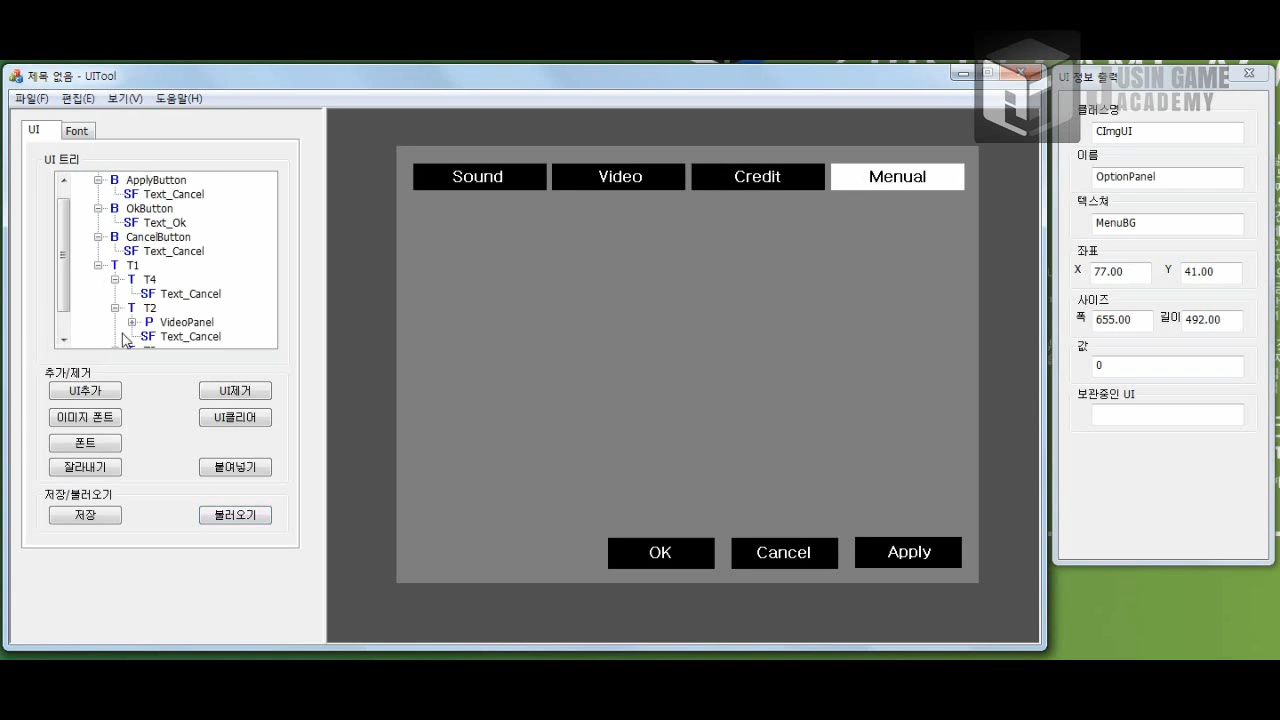 제목 없음 - UITool
파일(F) 편집(E) 보기(V) 도움말(H)
UI Font
UI 트리
B ApplyButton
SF Text_Cancel
B OkButton
SF Text_Ok
B CancelButton
SF Text_Cancel
T T1
T T4
SF Text_Cancel
T T2
P VideoPanel
SF Text_Cancel
추가/제거
UI추가 UI제거
이미지 폰트 UI클리어
폰트
잘라내기 붙여넣기
저장/불러오기
저장 불러오기
Sound Video Credit Menual
OK Cancel Apply
UI 정보 출력
JUSIN GAME
ACADEMY
클래스명
CImgUI
이름
OptionPanel
텍스쳐
MenuBG
좌표
X 77.00 Y 41.00
사이즈
폭 655.00 길이 492.00
값
0
보관중인 UI